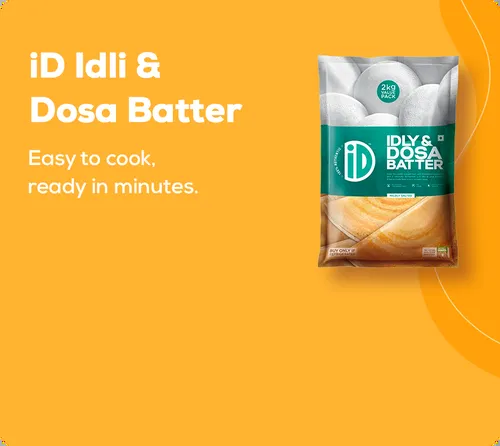 iD Idli &
Dosa Batter
Easy to cook,
ready in minutes.
2kg
VALUE
PACK
iD
IDLY &
DOSA
BATTER